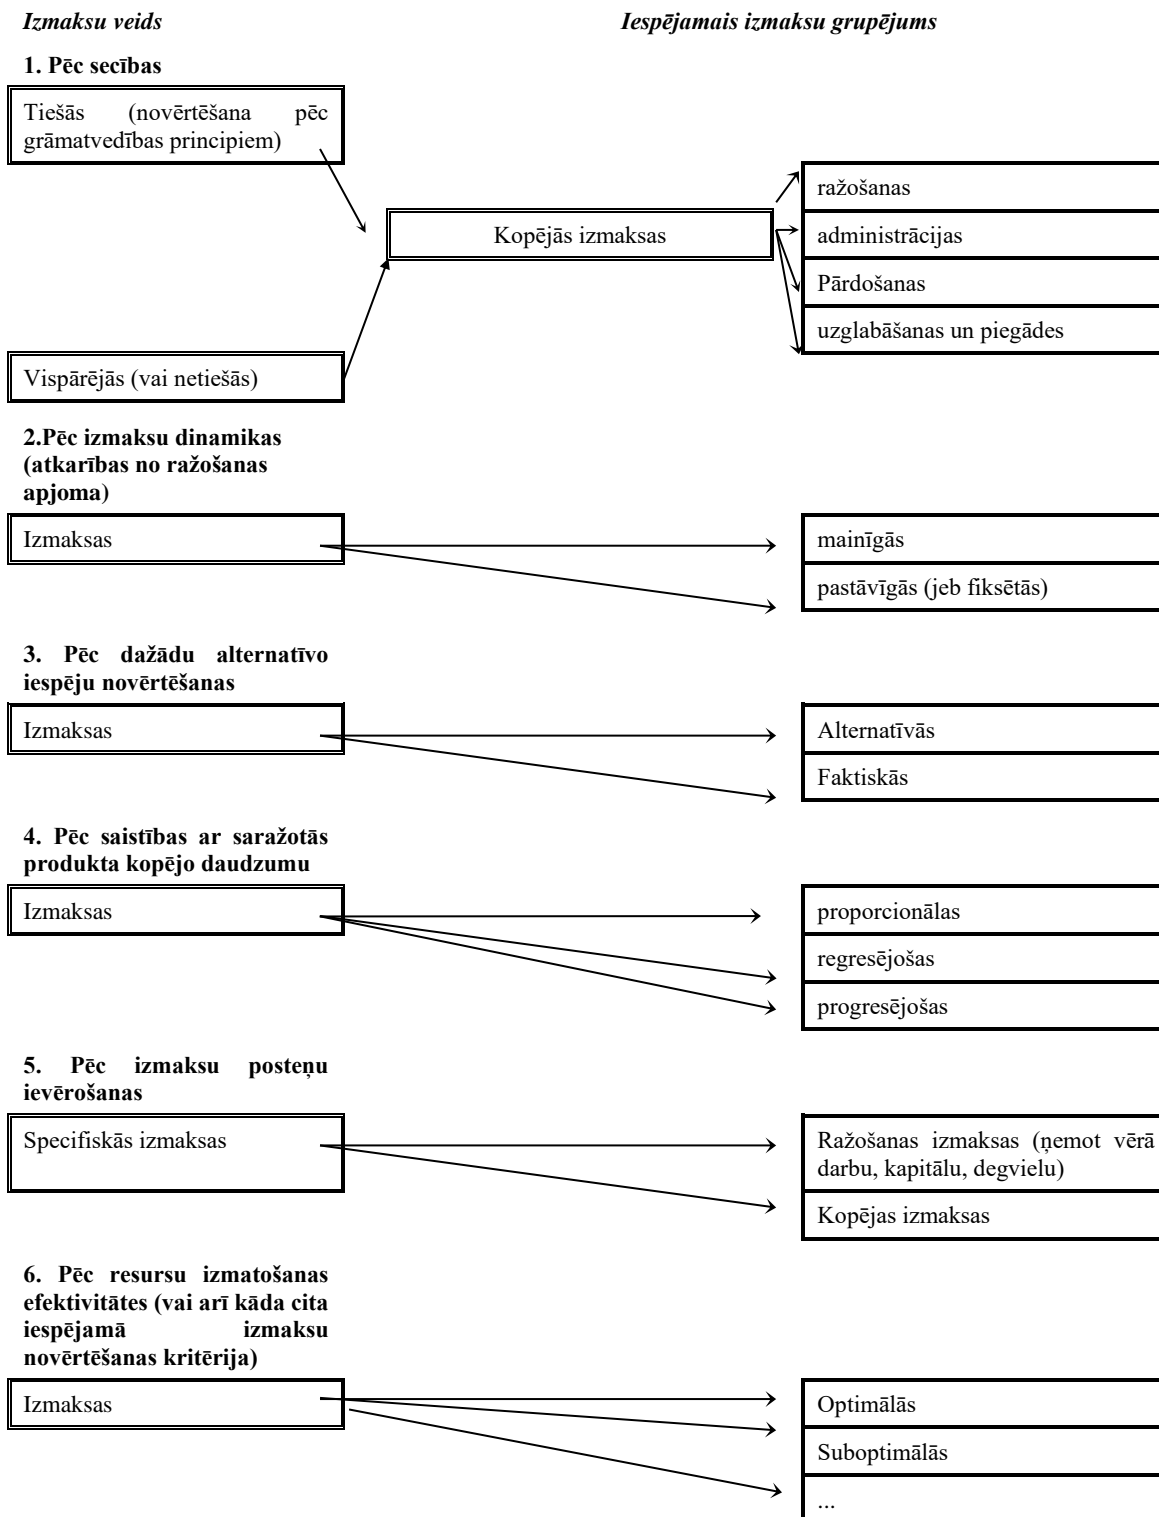 Izmaksu veids
Iespējamais izmaksu grupējums
1. Pēc secības
Tiešās (novērtēšana pēc
grāmatvedības principiem)
ražošanas
Kopējās izmaksas
administrācijas
Pārdošanas
uzglabāšanas un piegādes
Vispārējās (vai netiešās)
2.Pēc izmaksu dinamikas
(atkarības no ražošanas
apjoma)
Izmaksas
mainīgās
pastāvīgās (jeb fiksētās)
3. Pēc dažādu alternatīvo
iespēju novērtēšanas
Izmaksas
Alternatīvās
Faktiskās
4. Pēc saistības ar saražotās
produkta kopējo daudzumu
Izmaksas
proporcionālas
regresējošas
progresējošas
5. Pēc izmaksu posteņu
ievērošanas
Specifiskās izmaksas
Ražošanas izmaksas (ņemot vērā
darbu, kapitālu, degvielu)
Kopējas izmaksas
6. Pēc resursu izmatošanas
efektivitātes (vai arī kāda cita
iespējamā izmaksu
novērtēšanas kritērija)
Izmaksas
Optimālās
Suboptimālās
...